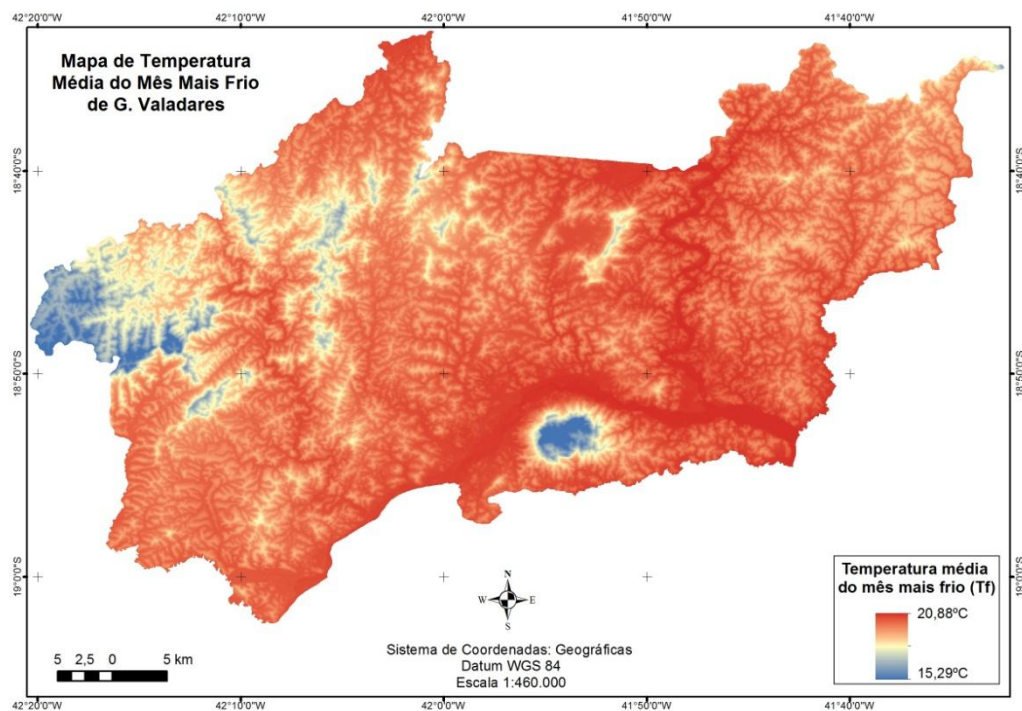 42°20'0"W
42°10'0"W
42°0'0"W
41°50'0"W
41°40'0"W
Mapa de Temperatura
Média do Mês Mais Frio
de G. Valadares
18°40'0"S
18°40'0"S
18°50'0"S
18°50'0"S
19°0'0"S
19°0'0"S
N
W
E
S
Sistema de Coordenadas: Geográficas
Datum WGS 84
Escala 1:460.000
5 2,5 0 5 km
Temperatura média
do mês mais frio (Tf)
20,88ºC
15,29ºC
42°20'0"W
42°10'0"W
42°0'0"W
41°50'0"W
41°40'0"W